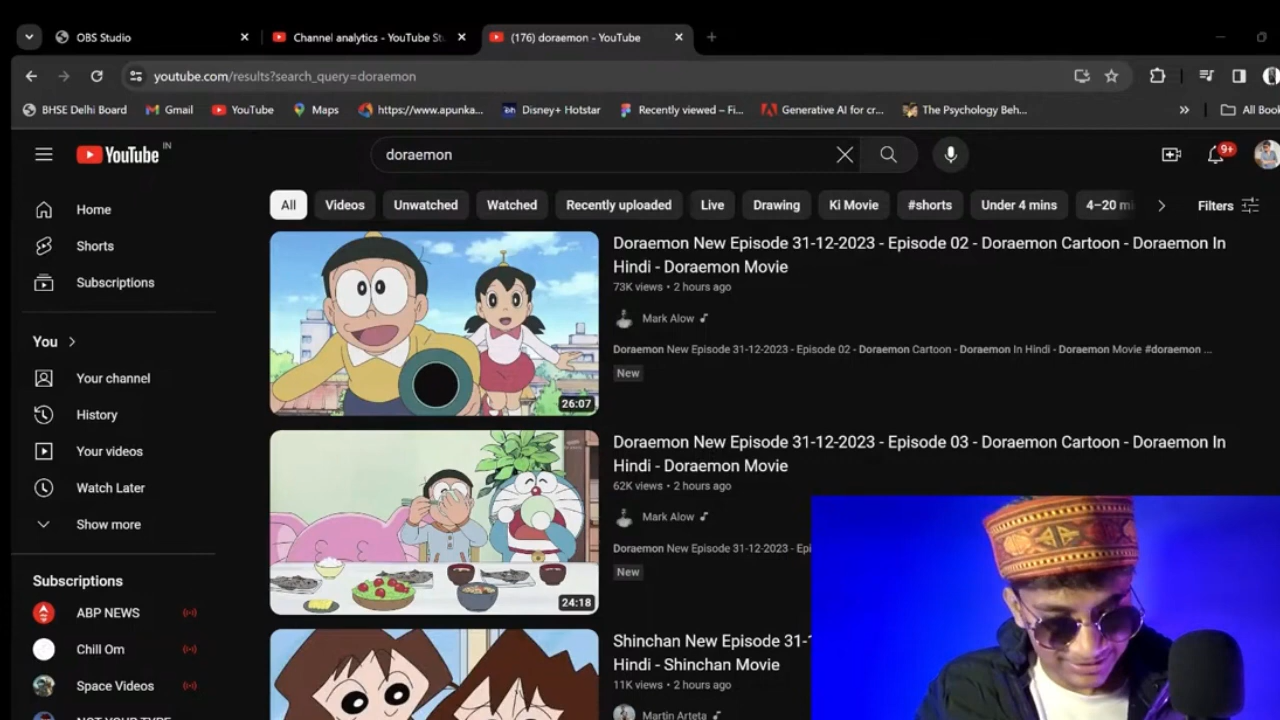 OBS Studio
Channel analytics - YouTube St
(176) doraemon - YouTube
youtube.com/results?search_query=doraemon
BHSE Delhi Board
Gmail
YouTube
Maps
https://www.apunka...
Disney+ Hotstar
Recently viewed – Fi...
Generative AI for cr...
The Psychology Beh...
All Book
YouTube IN
doraemon
9+
Home
Shorts
Subscriptions
You
Your channel
History
Your videos
Watch Later
Show more
Subscriptions
ABP NEWS
Chill Om
Space Videos
NOT YOUR TYPE
All
Videos
Unwatched
Watched
Recently uploaded
Live
Drawing
Ki Movie
#shorts
Under 4 mins
4–20 mi
Filters
26:07
Doraemon New Episode 31-12-2023 - Episode 02 - Doraemon Cartoon - Doraemon In
Hindi - Doraemon Movie
73K views • 2 hours ago
Mark Alow
Doraemon New Episode 31-12-2023 - Episode 02 - Doraemon Cartoon - Doraemon In Hindi - Doraemon Movie #doraemon ...
New
24:18
Doraemon New Episode 31-12-2023 - Episode 03 - Doraemon Cartoon - Doraemon In
Hindi - Doraemon Movie
62K views • 2 hours ago
Mark Alow
Doraemon New Episode 31-12-2023 - Epi
New
Shinchan New Episode 31-1
Hindi - Shinchan Movie
11K views • 2 hours ago
Martin Arteta